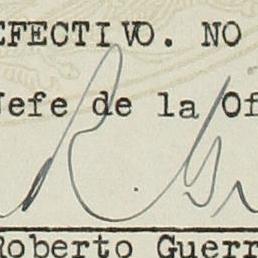 EFECTIVO. NO
Jefe de la Of
R. G
Roberto Guerr